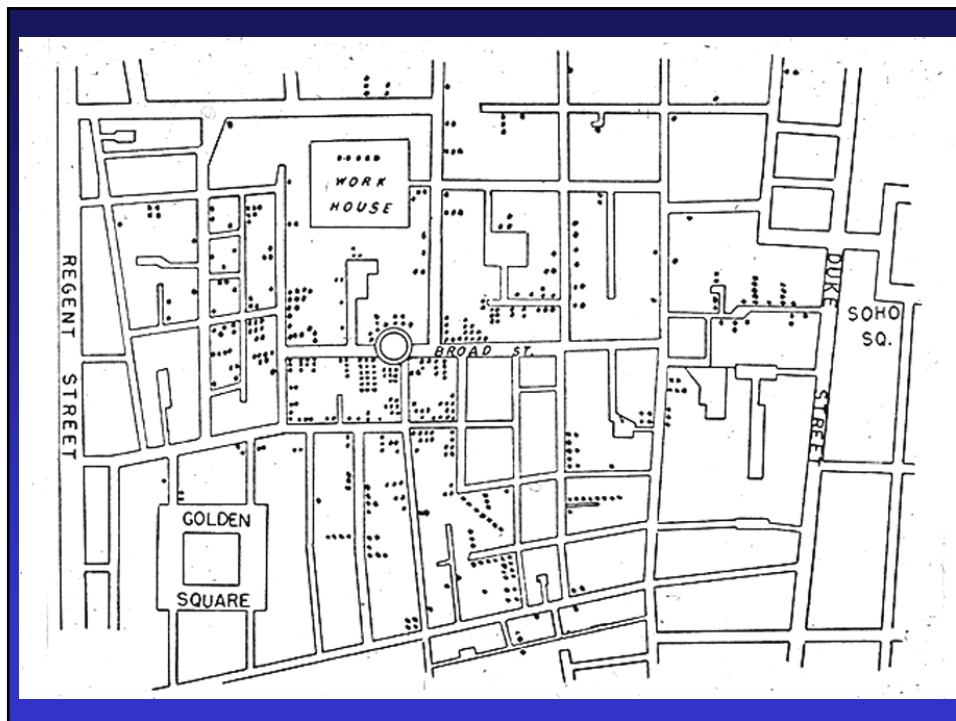 WORK
HOUSE
REGENT STREET
DUKE STREET
SOHO
SQ.
BROAD ST.
GOLDEN
SQUARE